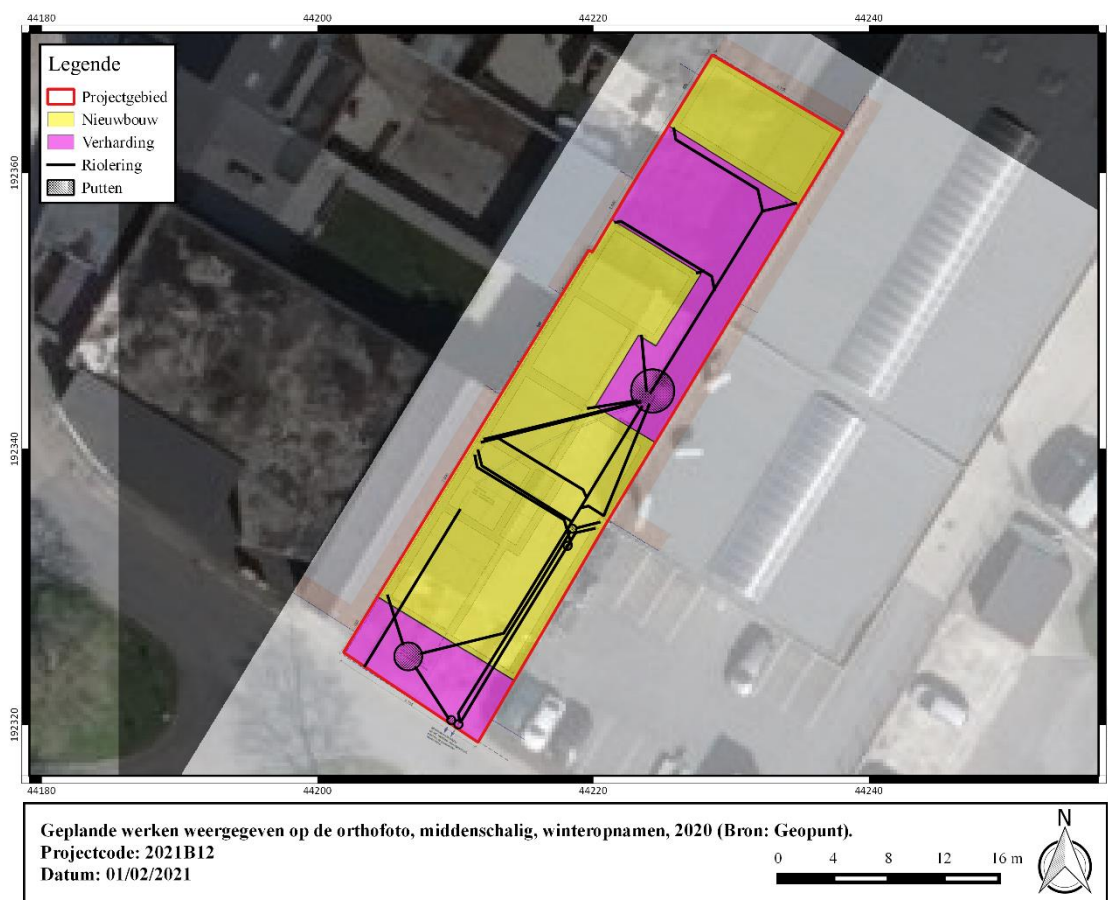 44180
44200
44220
44240
192360
192340
192320
Legende
Projectgebied
Nieuwbouw
Verharding
Riolering
Putten
44180
44200
44220
44240
Geplande werken weergegeven op de orthofoto, middenschalig, winteropnamen, 2020 (Bron: Geopunt).
Projectcode: 2021B12
Datum: 01/02/2021
0 4 8 12 16 m
N